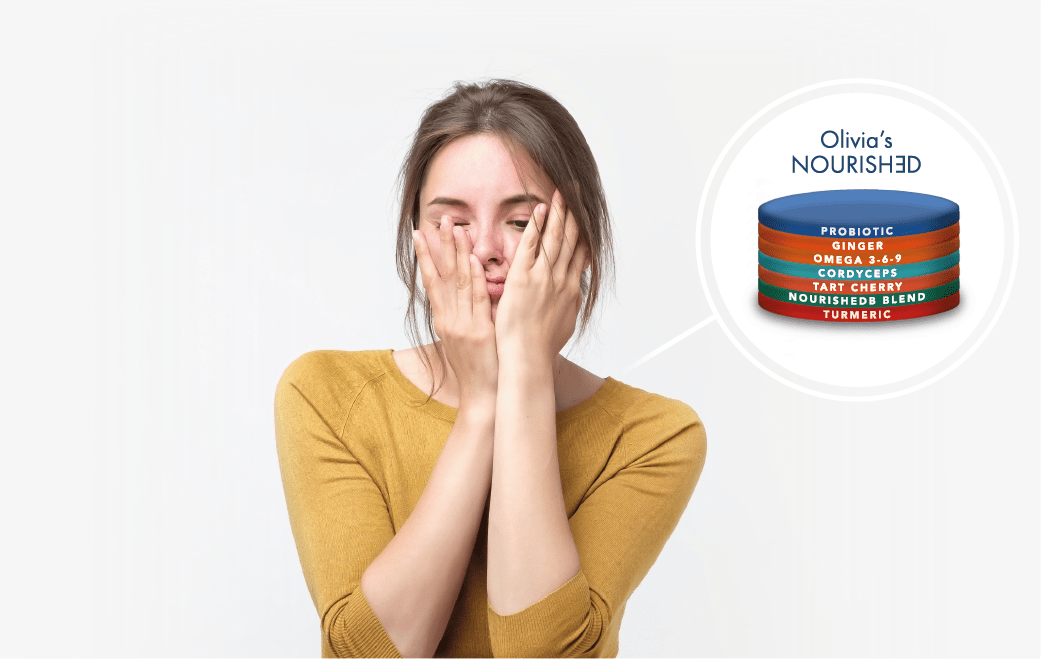 Olivia's
NOURISHƎD
PROBIOTIC
GINGER
OMEGA 3-6-9
CORDYCEPS
TART CHERRY
NOURISHEDB BLEND
TURMERIC